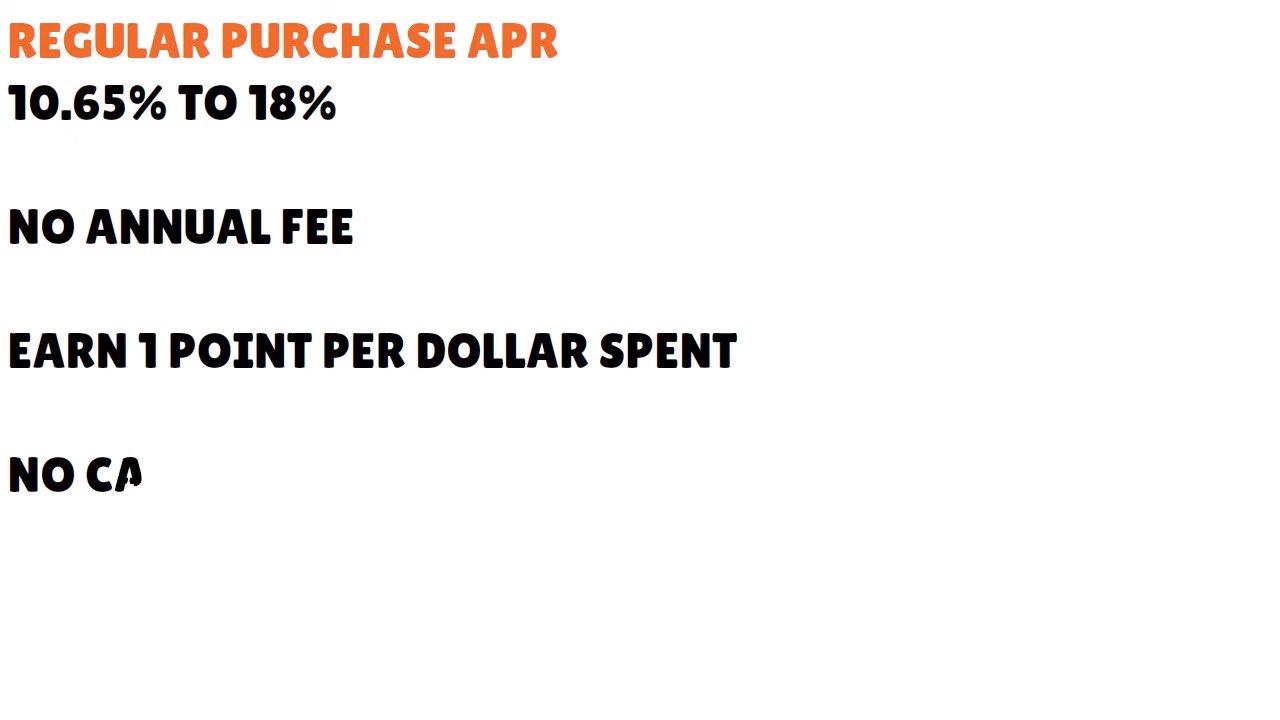 REGULAR PURCHASE APR
10.65% TO 18%
NO ANNUAL FEE
EARN 1 POINT PER DOLLAR SPENT
NO CA